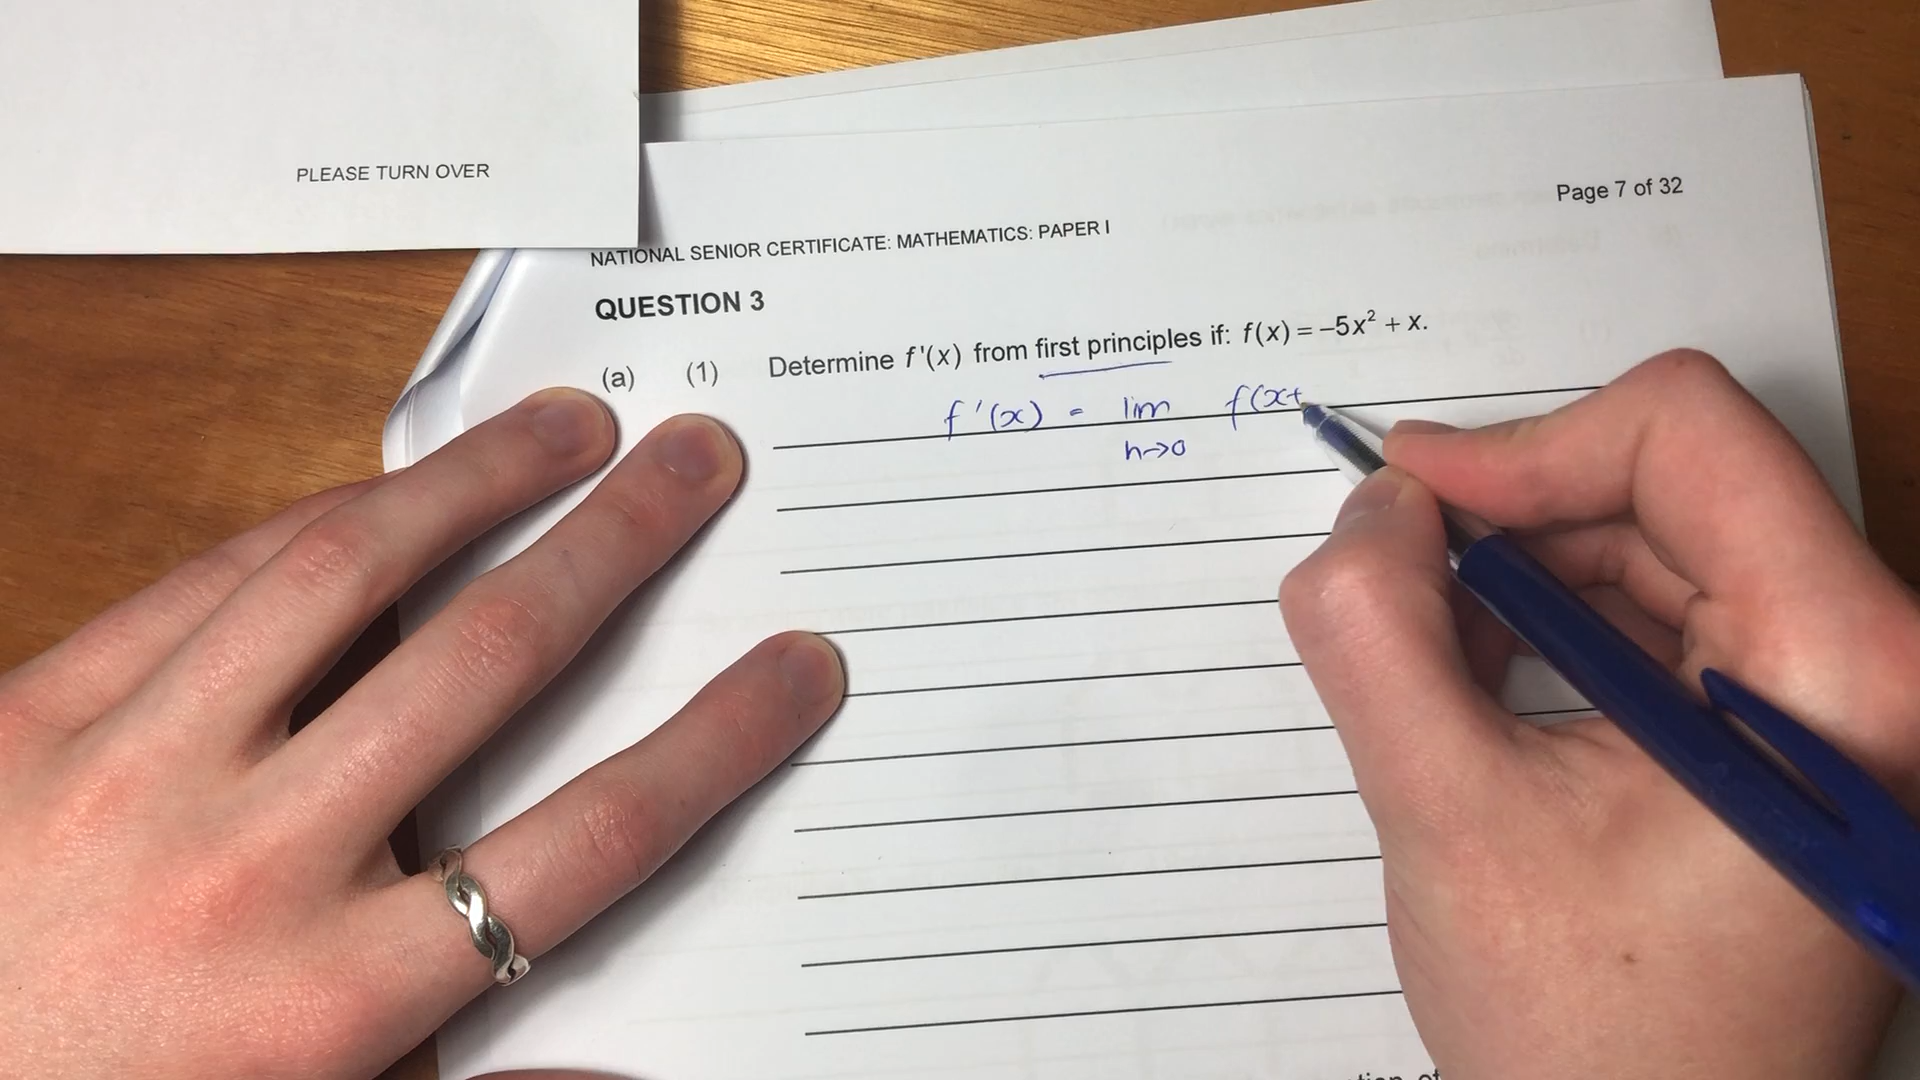 PLEASE TURN OVER
Page 7 of 32
NATIONAL SENIOR CERTIFICATE: MATHEMATICS: PAPER I
QUESTION 3
(a) (1) Determine f'(x) from first principles if: f(x) = –5x² + x.
f'(x) = lim f(x+
h→0
of